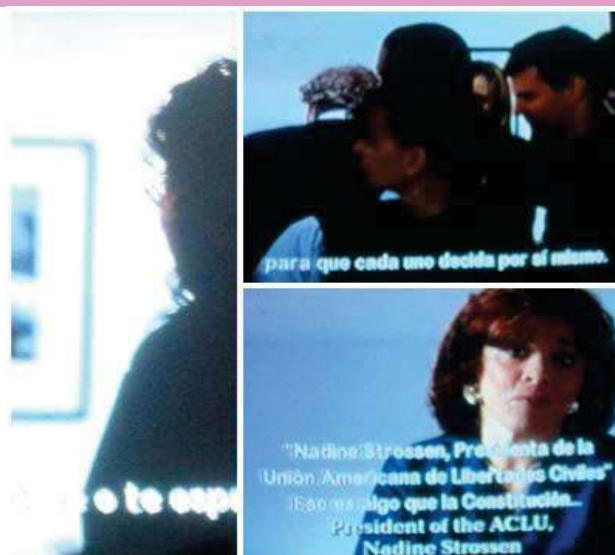 o te
para que cada uno decida por sí mismo.
"Nadine Strossen, Presidenta de la
Unión Americana de Libertades Civiles"
Eso es algo que la Constitución...
President of the ACLU,
Nadine Strossen